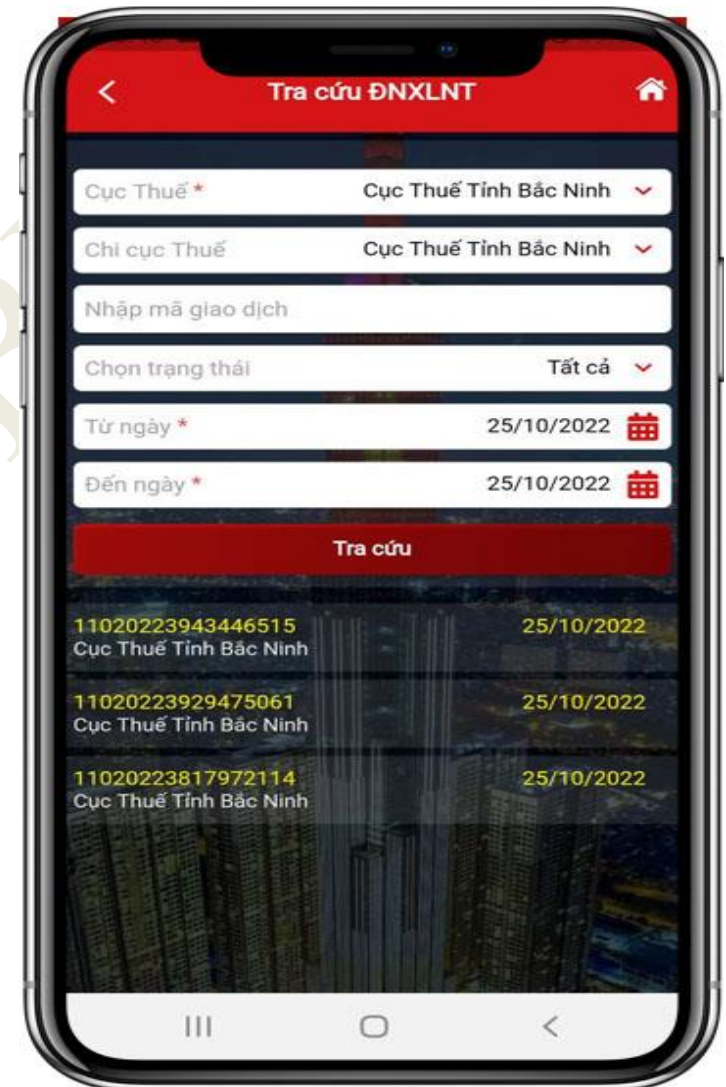 Tra cứu ĐNXLNT
Cục Thuế * Cục Thuế Tỉnh Bắc Ninh
Chi cục Thuế Cục Thuế Tỉnh Bắc Ninh
Nhập mã giao dịch
Chọn trạng thái Tất cả
Từ ngày * 25/10/2022
Đến ngày * 25/10/2022
Tra cứu
11020223943446515 25/10/2022
Cục Thuế Tỉnh Bắc Ninh
11020223929475061 25/10/2022
Cục Thuế Tỉnh Bắc Ninh
11020223817972114 25/10/2022
Cục Thuế Tỉnh Bắc Ninh